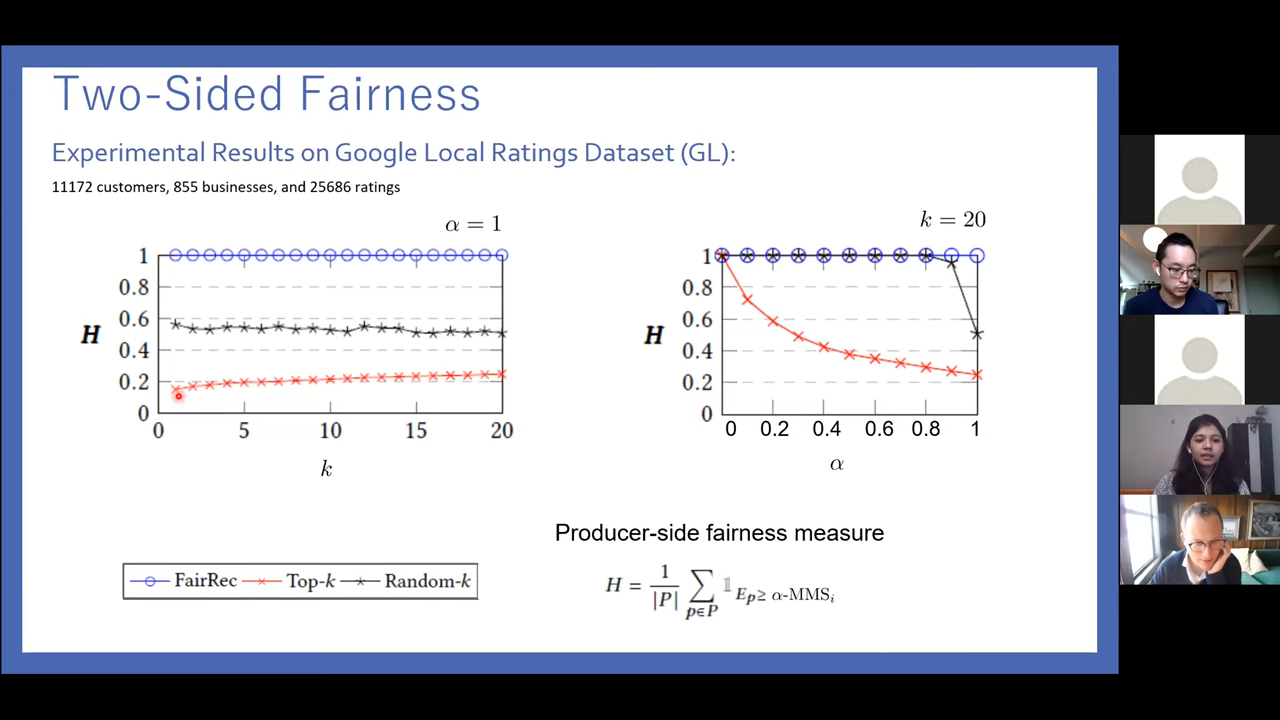 Two-Sided Fairness
Experimental Results on Google Local Ratings Dataset (GL):
11172 customers, 855 businesses, and 25686 ratings
α = 1
1
0.8
0.6
0.4
0.2
0
H
0 5 10 15 20
k
k = 20
1
0.8
0.6
0.4
0.2
0
H
0 0.2 0.4 0.6 0.8 1
α
FairRec Top-k Random-k
Producer-side fairness measure
H = 1/|P| ∑_{p∈P} 𝟙_{E_p ≥ α-MMS_i}